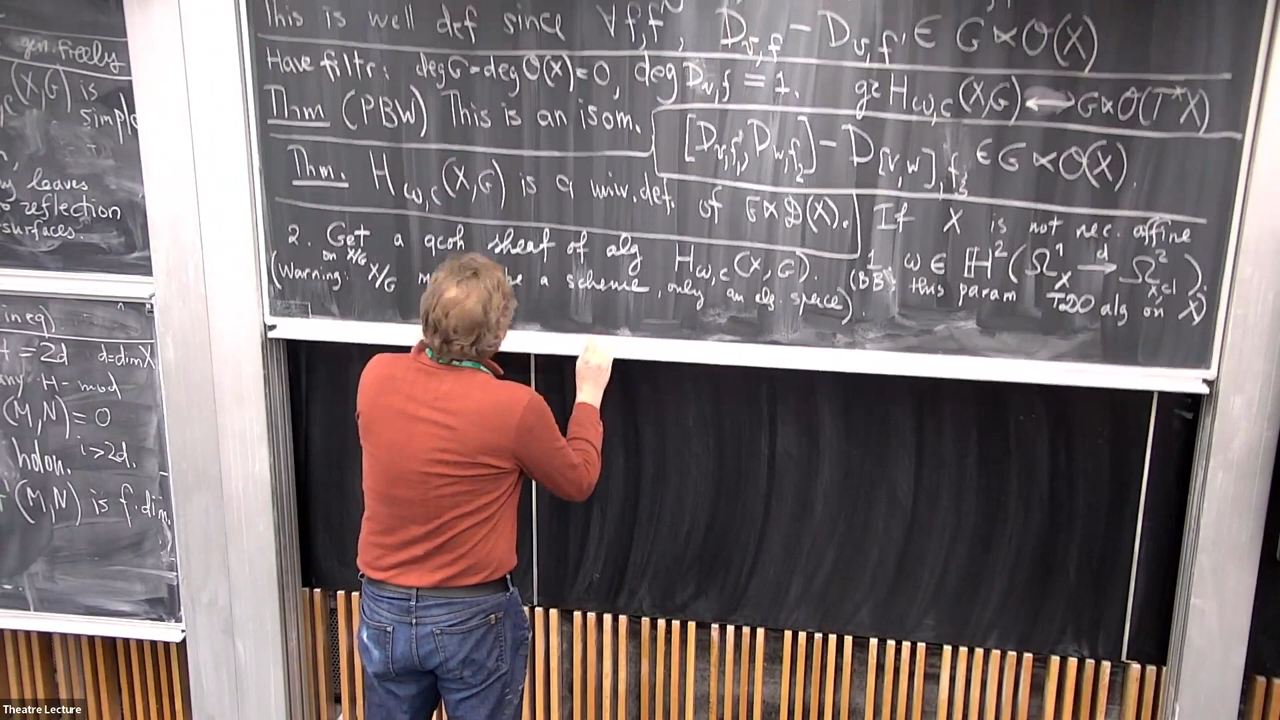 gen. freely
(X,G) is
simple
leaves
reflection
surfaces.
in eq)
= 2d d=dim X
any H-mod
(M,N) = 0
holon. i>2d.
(M,N) is f.dim.
This is well def since ∀f,f', D_{v,f} - D_{v,f'} ∈ G⋉O(X)
Have filtr: deg G = deg O(X) = 0, deg D_{v,f} = 1. gr H_{ω,c}(X,G) ⟷ G⋉O(T*X)
Thm (PBW) This is an isom. [D_{v,f_1}, D_{w,f_2}] - D_{[v,w],f_3} ∈ G⋉O(X).
Thm. H_{ω,c}(X,G) is a univ. def. of G⋉D(X). If X is not nec. affine
2. Get a qcoh sheaf of alg H_{ω,c}(X,G). 1. ω ∈ ℍ²(Ω¹_X →^d Ω²_{X,cl}).
on X/G
(Warning: X/G be a scheme, only an alg. space) (BB: this param TDO alg on X)
Theatre Lecture